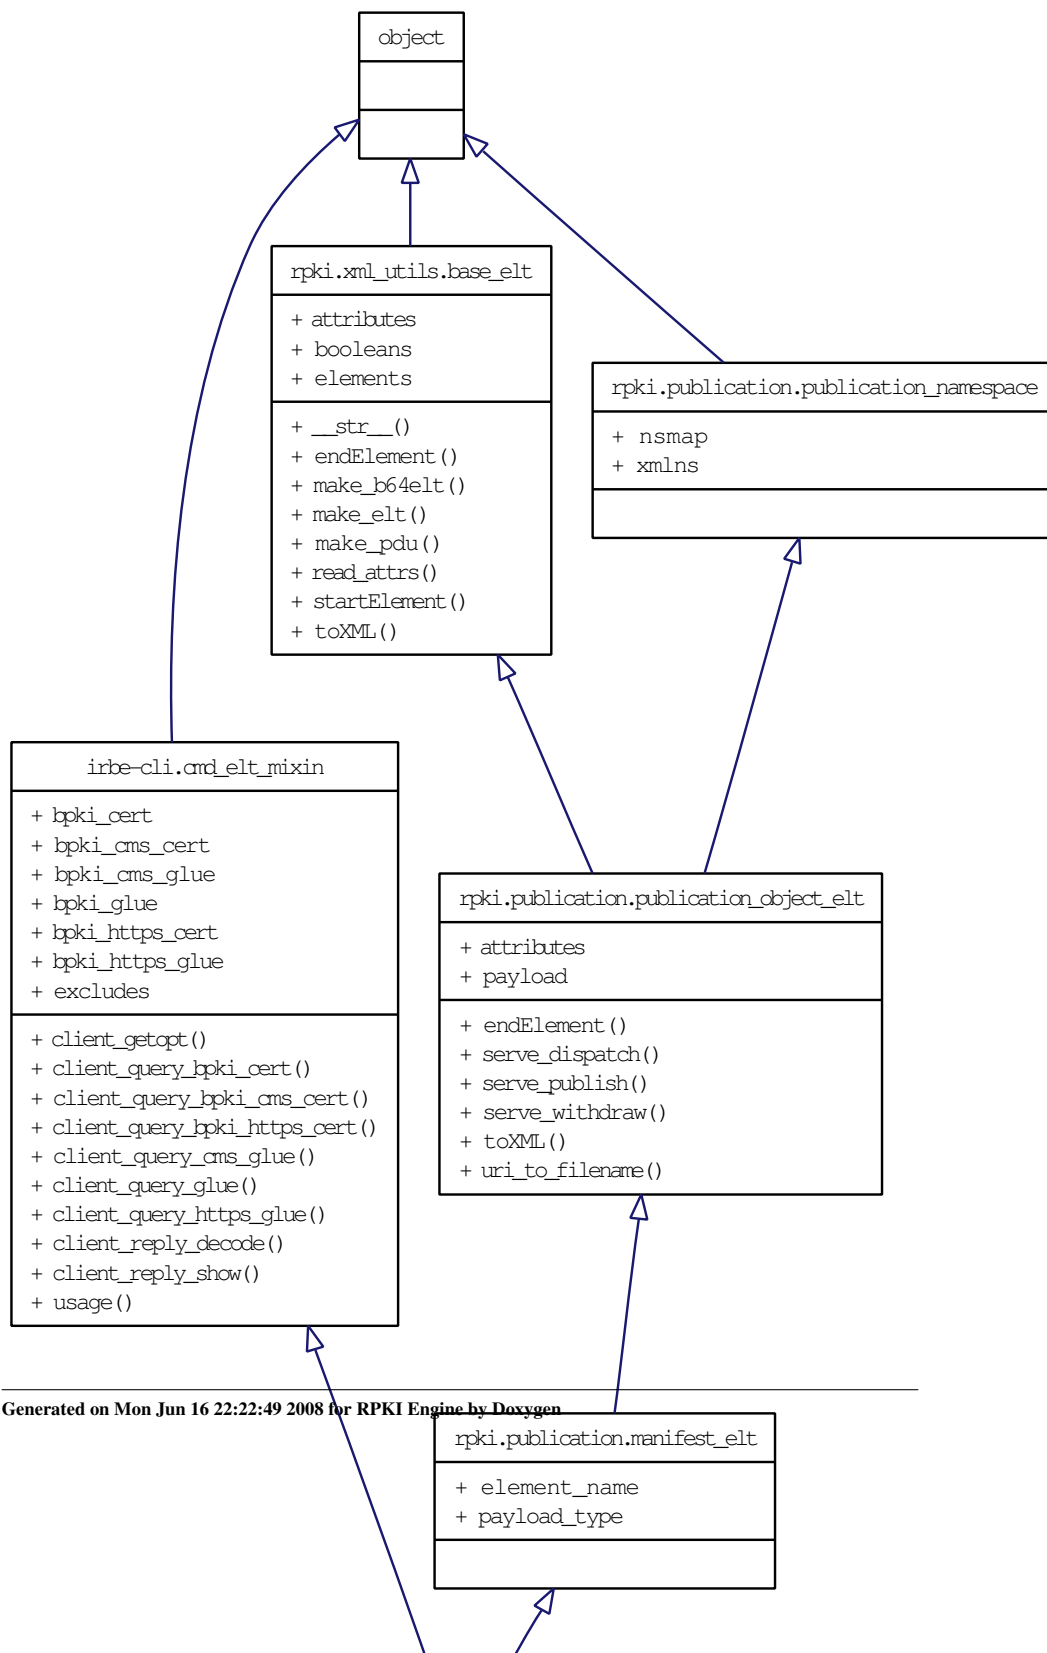 object
rpki.xml_utils.base_elt
+ attributes
+ booleans
+ elements
+ __str__()
+ endElement()
+ make_b64elt()
+ make_elt()
+ make_pdu()
+ read_attrs()
+ startElement()
+ toXML()
rpki.publication.publication_namespace
+ nsmap
+ xmlns
irbe-cli.cmd_elt_mixin
+ bpki_cert
+ bpki_cms_cert
+ bpki_cms_glue
+ bpki_glue
+ bpki_https_cert
+ bpki_https_glue
+ excludes
+ client_getopt()
+ client_query_bpki_cert()
+ client_query_bpki_cms_cert()
+ client_query_bpki_https_cert()
+ client_query_cms_glue()
+ client_query_glue()
+ client_query_https_glue()
+ client_reply_decode()
+ client_reply_show()
+ usage()
rpki.publication.publication_object_elt
+ attributes
+ payload
+ endElement()
+ serve_dispatch()
+ serve_publish()
+ serve_withdraw()
+ toXML()
+ uri_to_filename()
Generated on Mon Jun 16 22:22:49 2008 for RPKI Engine by Doxygen
rpki.publication.manifest_elt
+ element_name
+ payload_type